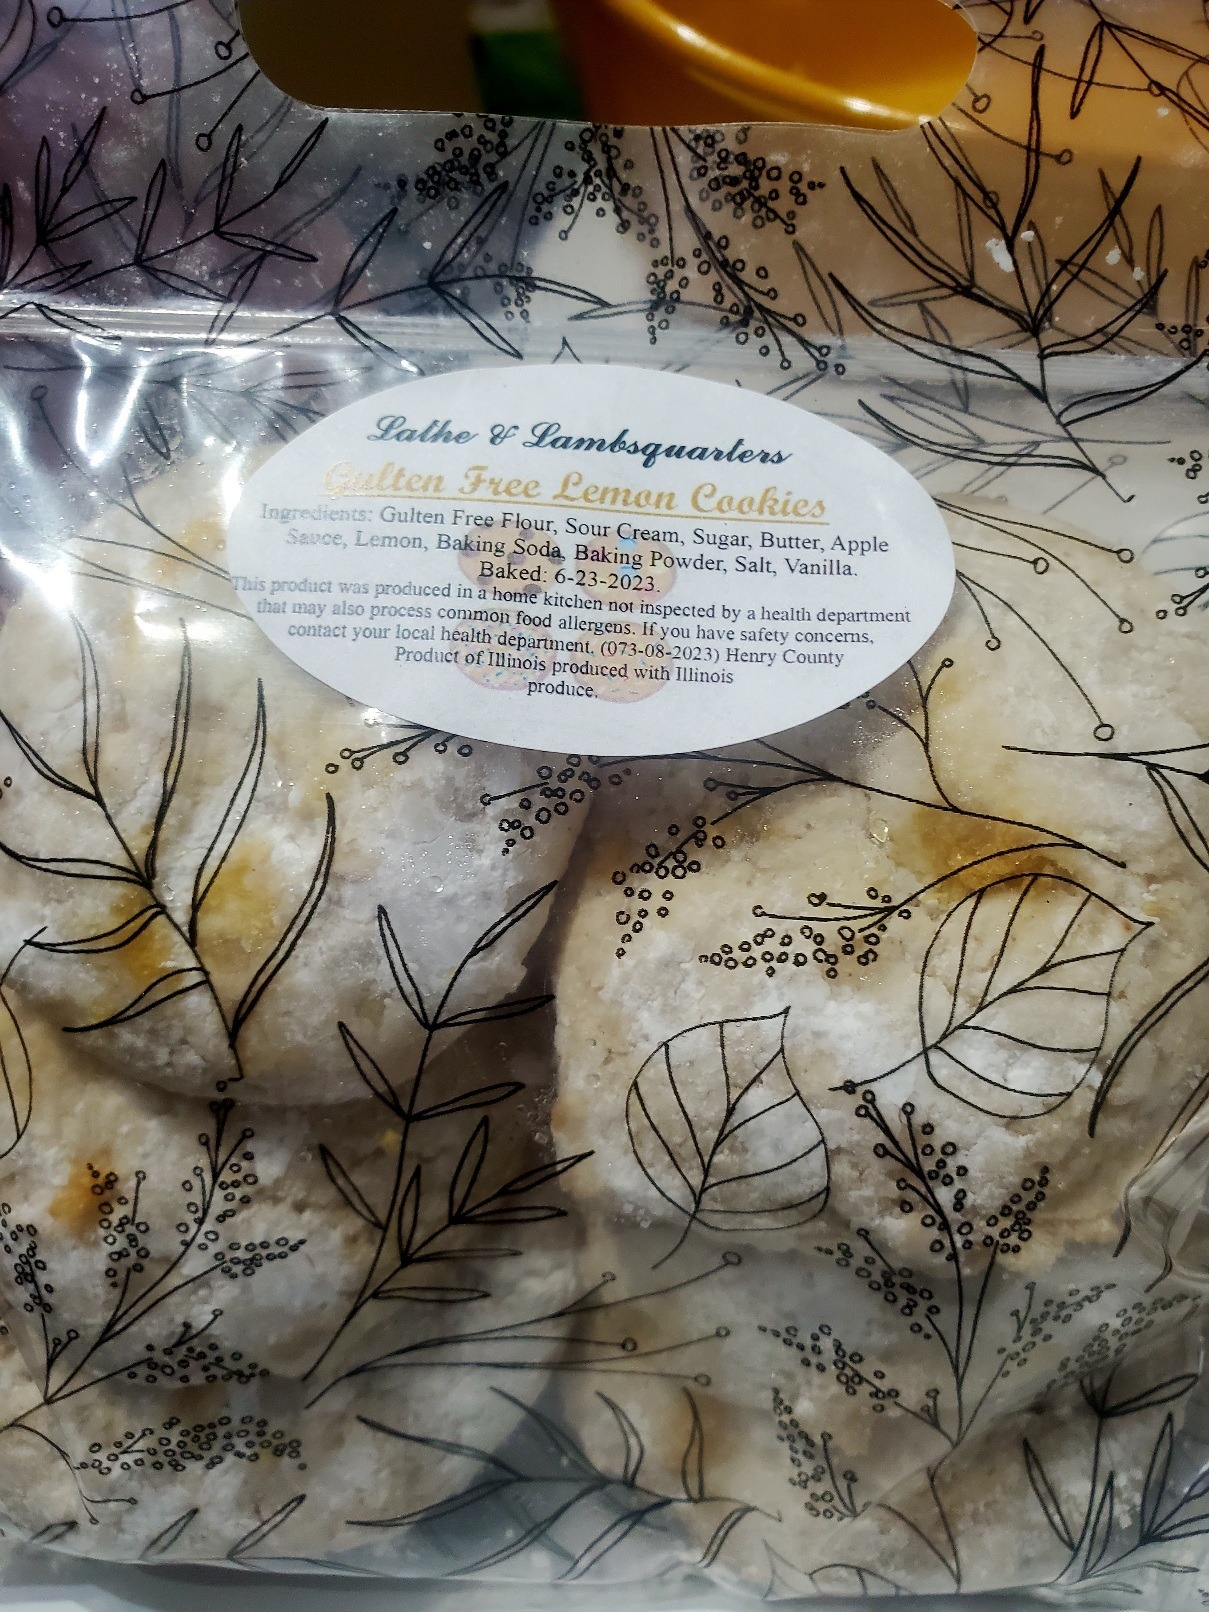 Lathe & Lambsquarters
Gulten Free Lemon Cookies
Ingredients: Gulten Free Flour, Sour Cream, Sugar, Butter, Apple
Sauce, Lemon, Baking Soda, Baking Powder, Salt, Vanilla.
Baked: 6-23-2023.
This product was produced in a home kitchen not inspected by a health department
that may also process common food allergens. If you have safety concerns,
contact your local health department. (073-08-2023) Henry County
Product of Illinois produced with Illinois
produce.